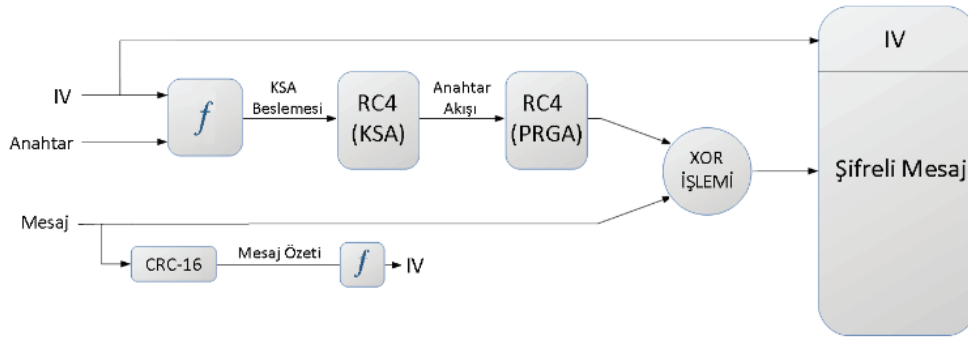 IV
IV
Anahtar
f
KSA
Beslemesi
RC4
(KSA)
Anahtar
Akışı
RC4
(PRGA)
XOR
İŞLEMİ
Şifreli Mesaj
Mesaj
CRC-16
Mesaj Özeti
f
IV